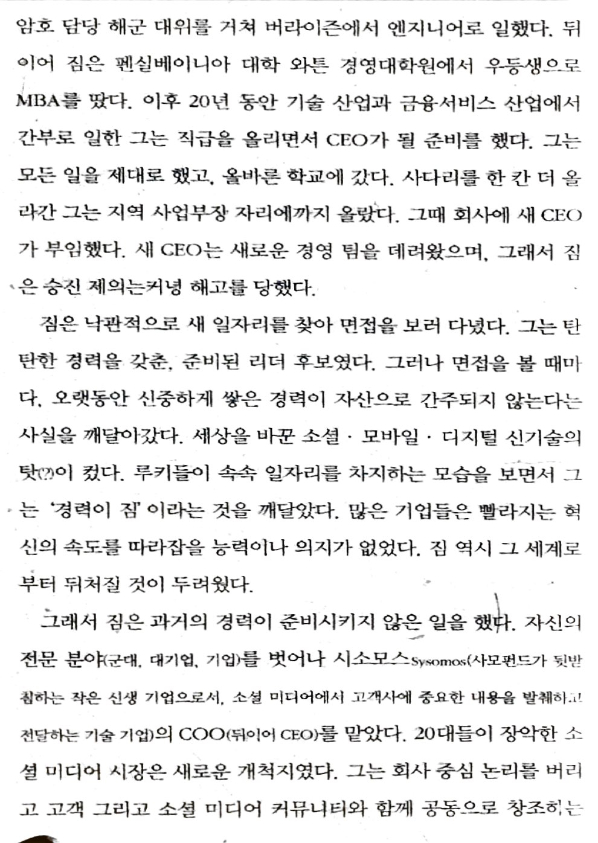 암호 담당 해군 대위를 거쳐 버라이즌에서 엔지니어로 일했다. 뒤
이어 짐은 펜실베이니아 대학 와튼 경영대학원에서 우등생으로
MBA를 땄다. 이후 20년 동안 기술 산업과 금융서비스 산업에서
간부로 일한 그는 직급을 올리면서 CEO가 될 준비를 했다. 그는
모든 일을 제대로 했고, 올바른 학교에 갔다. 사다리를 한 칸 더 올
라간 그는 지역 사업부장 자리에까지 올랐다. 그때 회사에 새 CEO
가 부임했다. 새 CEO는 새로운 경영 팀을 데려왔으며, 그래서 짐
은 승진 제의는커녕 해고를 당했다.
짐은 낙관적으로 새 일자리를 찾아 면접을 보러 다녔다. 그는 탄
탄한 경력을 갖춘, 준비된 리더 후보였다. 그러나 면접을 볼 때마
다, 오랫동안 신중하게 쌓은 경력이 자산으로 간주되지 않는다는
사실을 깨달아갔다. 세상을 바꾼 소셜 · 모바일 · 디지털 신기술의
탓(?)이 컸다. 루키들이 속속 일자리를 차지하는 모습을 보면서 그
는 ‘경력이 짐’이라는 것을 깨달았다. 많은 기업들은 빨라지는 혁
신의 속도를 따라잡을 능력이나 의지가 없었다. 짐 역시 그 세계로
부터 뒤처질 것이 두려웠다.
그래서 짐은 과거의 경력이 준비시키지 않은 일을 했다. 자신의
전문 분야(군대, 대기업, 기업)를 벗어나 시소모스Sysomos(사모펀드가 뒷받
침하는 작은 신생 기업으로서, 소셜 미디어에서 고객사에 중요한 내용을 발췌하고
전달하는 기술 기업)의 COO(뒤이어 CEO)를 맡았다. 20대들이 장악한 소
셜 미디어 시장은 새로운 개척지였다. 그는 회사 중심 논리를 버리
고 고객 그리고 소셜 미디어 커뮤니티와 함께 공동으로 창조하는